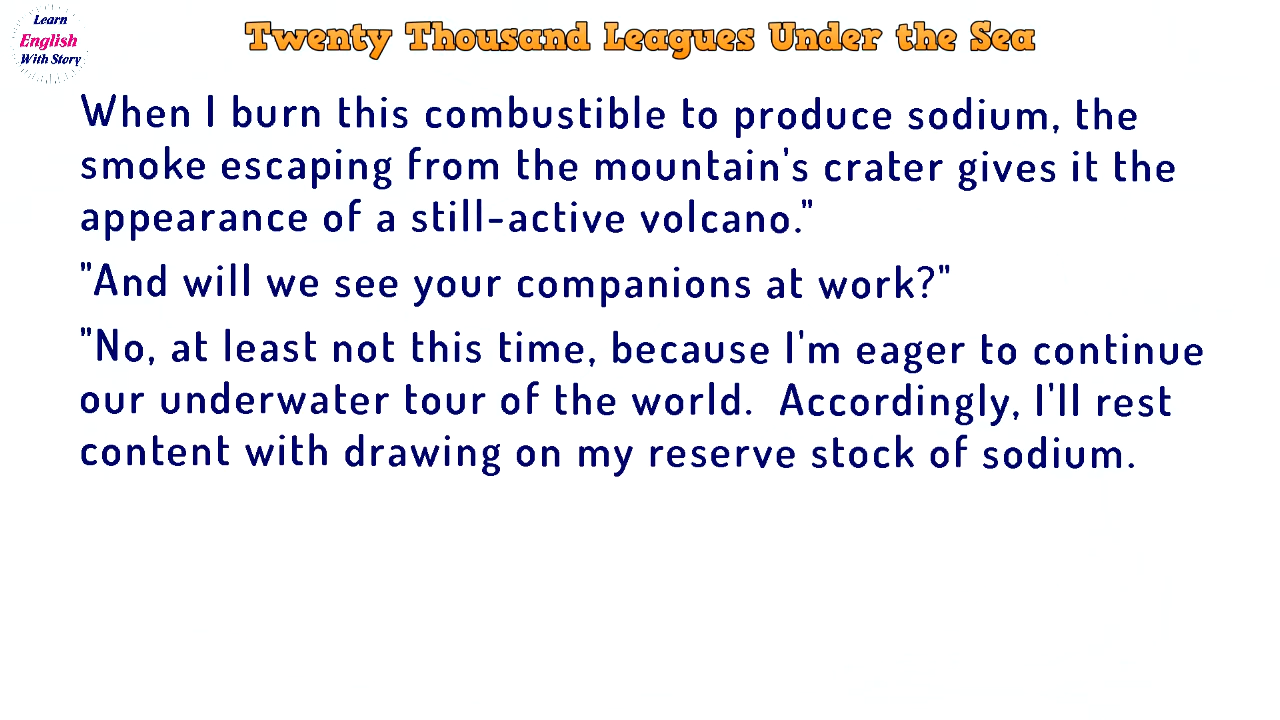 Learn
English
With Story
Twenty Thousand Leagues Under the Sea
When I burn this combustible to produce sodium, the
smoke escaping from the mountain's crater gives it the
appearance of a still-active volcano."
"And will we see your companions at work?"
"No, at least not this time, because I'm eager to continue
our underwater tour of the world.  Accordingly, I'll rest
content with drawing on my reserve stock of sodium.